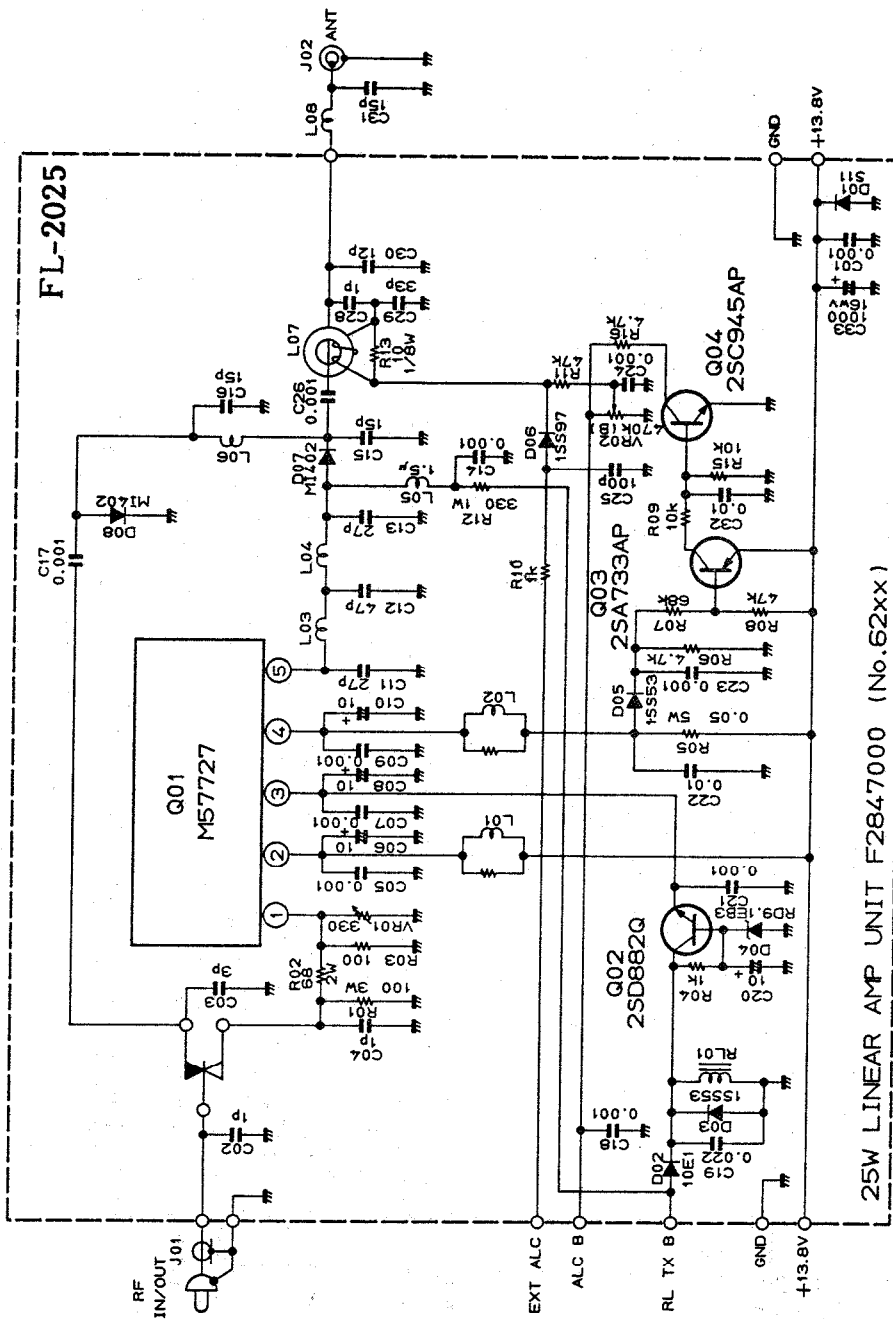 FL-2025
RF
IN/OUT
J01
C02
1p
C03
3p
C04
1p
R01
3W
100
R02
68
2W
R03
100
VR01
330
Q01
M57727
1
2
3
4
5
C05
0.001
C06
10
+
C07
0.001
C08
10
+
C09
0.001
C10
10
+
C11
27p
L01
L02
L03
C12
47p
L04
C13
27p
C17
0.001
D08
MI402
L06
C16
15p
D07
MI402
C15
15p
L05
1.5μ
C14
0.001
R12
330 1W
C26
0.001
L07
R13
10
1/8W
C28
1p
C29
33p
C30
12p
L08
C31
15p
J02
ANT
R10
1k
D06
1SS97
C25
100p
R11
47k
VR02
470k(B)
C24
0.001
R16
4.7k
Q04
2SC945AP
R15
10k
C32
0.01
R09
10k
Q03
2SA733AP
R07
68k
R08
47k
R06
4.7k
C23
0.001
D05
1SS53
R05
5W
0.05
C22
0.01
Q02
2SD882Q
C21
0.001
D04
RD9.1EB3
R04
1k
C20
10
+
RL01
D03
1SS53
C19
0.022
D02
10E1
C18
0.001
EXT ALC
ALC B
RL TX B
GND
+13.8V
GND
+13.8V
D01
S11
C01
0.001
C33
1000
16wv
+
25W LINEAR AMP UNIT F2847000 (No.62xx)